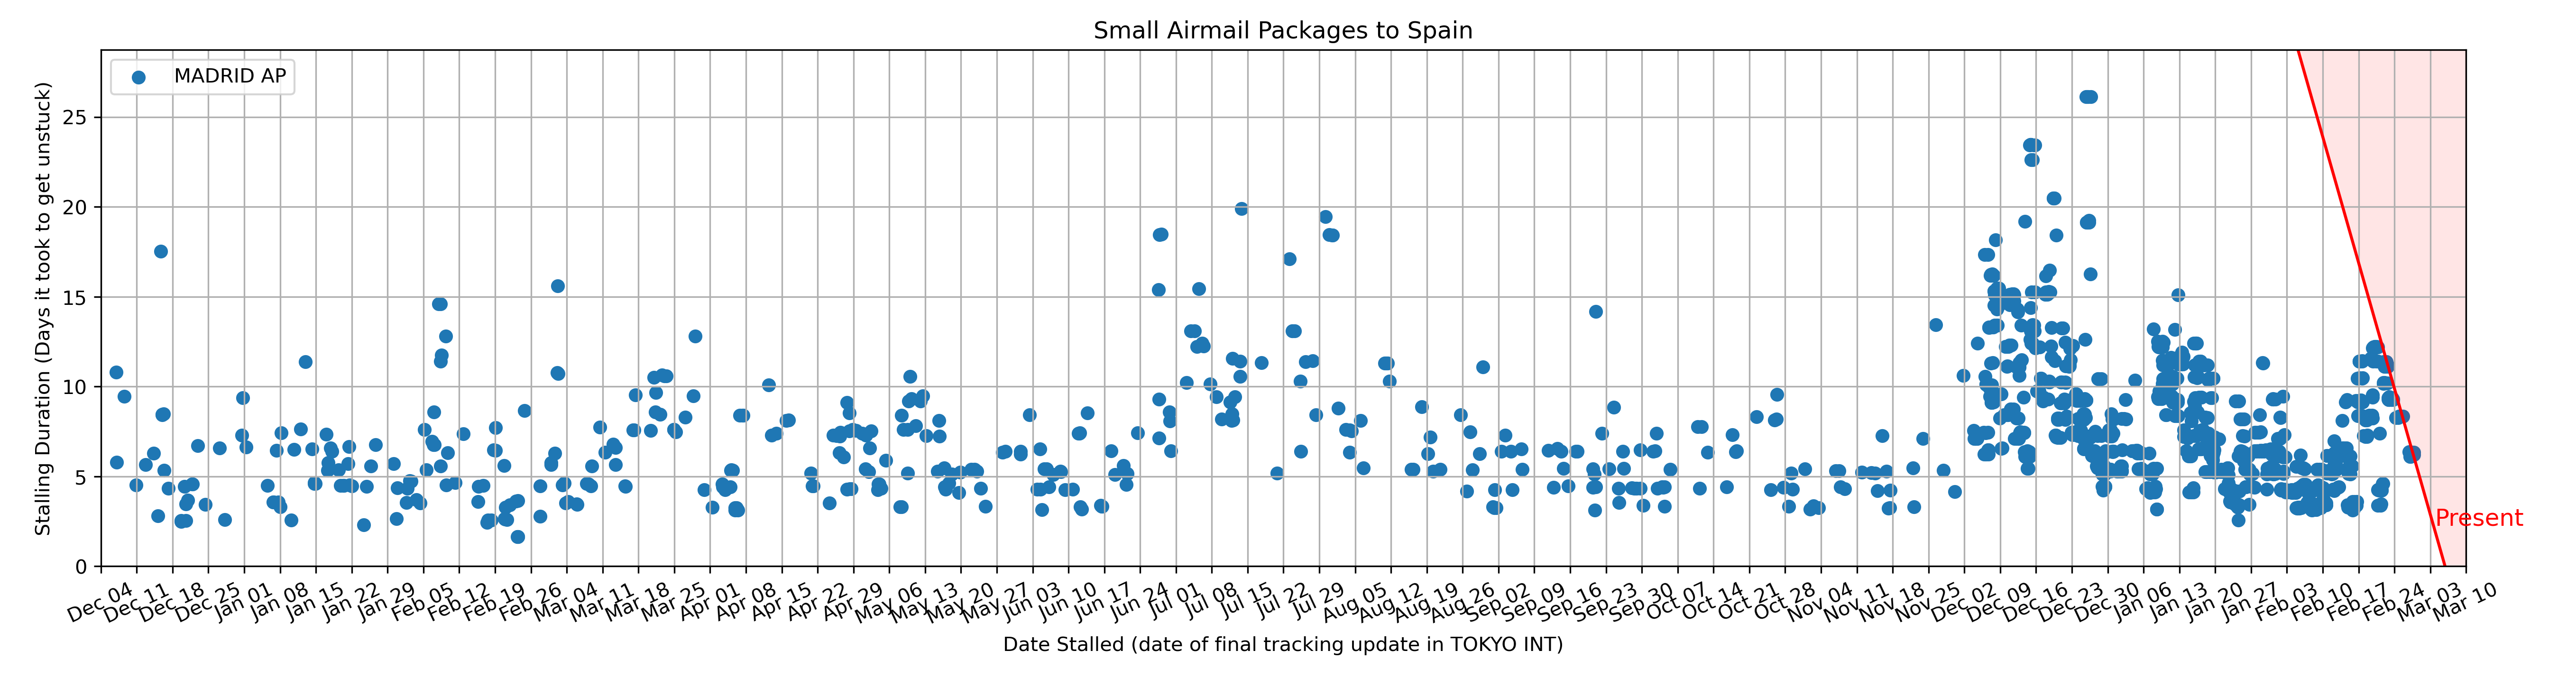 Small Airmail Packages to Spain
MADRID AP
Stalling Duration (Days it took to get unstuck)
25
20
15
10
5
0
Present
Dec 04 Dec 11 Dec 18 Dec 25 Jan 01 Jan 08 Jan 15 Jan 22 Jan 29 Feb 05 Feb 12 Feb 19 Feb 26 Mar 04 Mar 11 Mar 18 Mar 25 Apr 01 Apr 08 Apr 15 Apr 22 Apr 29 May 06 May 13 May 20 May 27 Jun 03 Jun 10 Jun 17 Jun 24 Jul 01 Jul 08 Jul 15 Jul 22 Jul 29 Aug 05 Aug 12 Aug 19 Aug 26 Sep 02 Sep 09 Sep 16 Sep 23 Sep 30 Oct 07 Oct 14 Oct 21 Oct 28 Nov 04 Nov 11 Nov 18 Nov 25 Dec 02 Dec 09 Dec 16 Dec 23 Dec 30 Jan 06 Jan 13 Jan 20 Jan 27 Feb 03 Feb 10 Feb 17 Feb 24 Mar 03 Mar 10
Date Stalled (date of final tracking update in TOKYO INT)